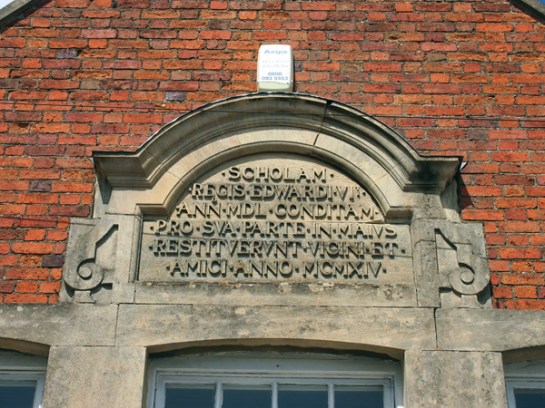 ·SCHOLAM·
·REGIS·EDWARDI·VI·
ANN·MDL·CONDITAM·
PRO·SVA·PARTE·IN·MAIVS
RESTITVERVNT·VICINI·ET
·AMICI·ANNO·MCMXIV·